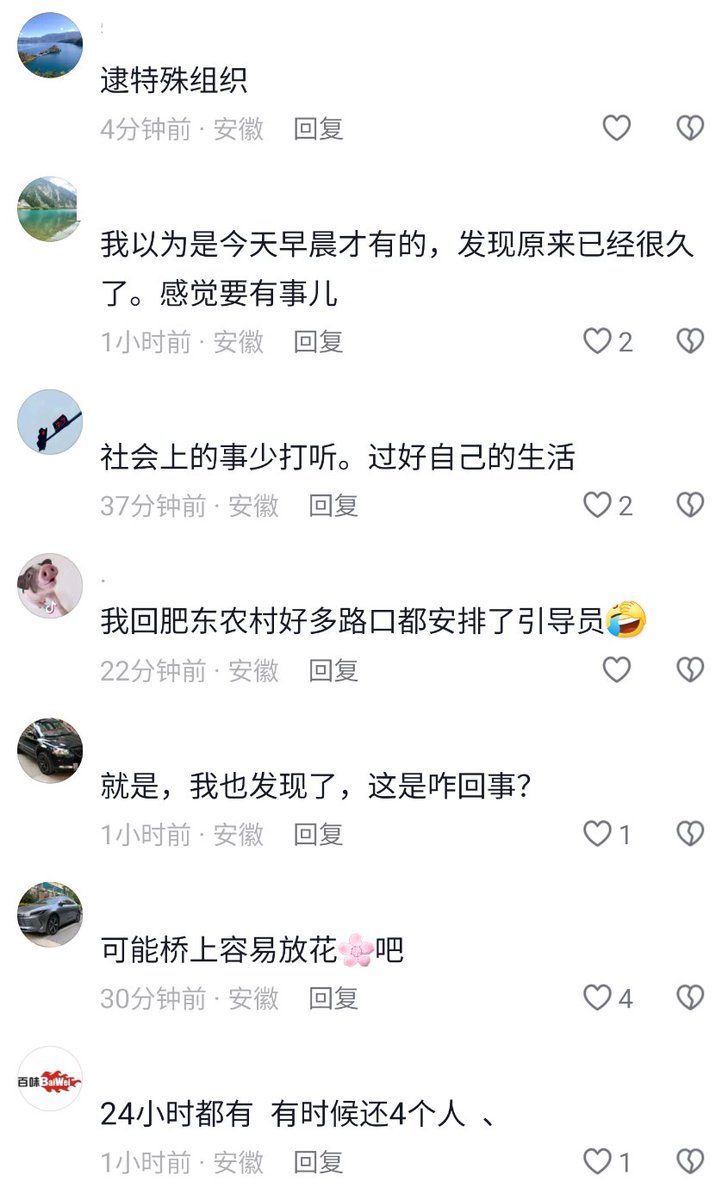 逮特殊组织
4分钟前 · 安徽 回复
我以为是今天早晨才有的，发现原来已经很久
了。感觉要有事儿
1小时前 · 安徽 回复 2
社会上的事少打听。过好自己的生活
37分钟前 · 安徽 回复 2
我回肥东农村好多路口都安排了引导员🤣
22分钟前 · 安徽 回复
就是，我也发现了，这是咋回事？
1小时前 · 安徽 回复 1
可能桥上容易放花🌸吧
30分钟前 · 安徽 回复 4
百味BaiWei
24小时都有 有时候还4个人 、
1小时前 · 安徽 回复 1